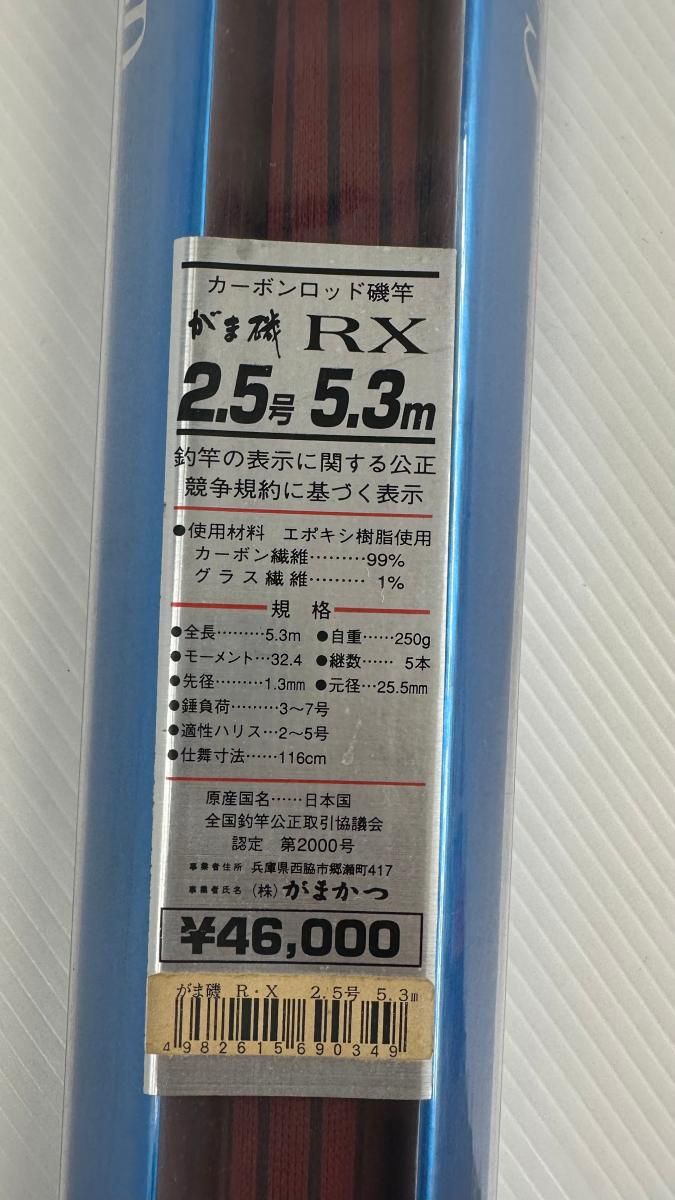 カーボンロッド磯竿
がま磯 RX
2.5号 5.3m
釣竿の表示に関する公正
競争規約に基づく表示
●使用材料 エポキシ樹脂使用
カーボン繊維………99%
グラス繊維……… 1%
規 格
●全長………5.3m ●自重……250g
●モーメント…32.4 ●継数…… 5本
●先径………1.3mm ●元径…25.5mm
●錘負荷………3〜7号
●適性ハリス…2〜5号
●仕舞寸法……116cm
原産国名……日本国
全国釣竿公正取引協議会
認定 第2000号
事業者住所 兵庫県西脇市郷瀬町417
事業者氏名 (株)がまかつ
¥46,000
がま磯 R・X 2.5号 5.3m
4982615690349